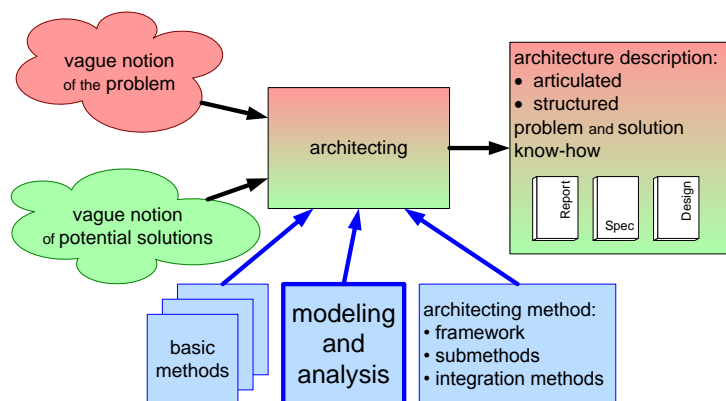 vague notion
of the problem
vague notion
of potential solutions
architecting
architecture description:
• articulated
• structured
problem and solution
know-how
Report
Spec
Design
basic
methods
modeling
and
analysis
architecting method:
• framework
• submethods
• integration methods